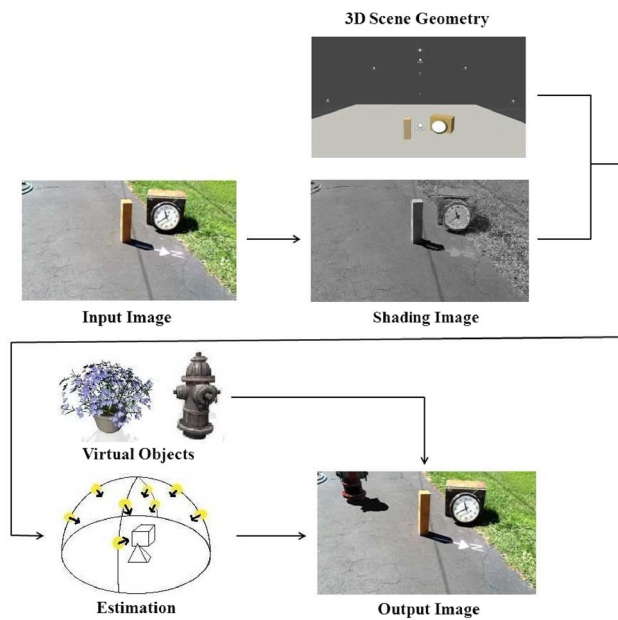 3D Scene Geometry
Input Image
Shading Image
Virtual Objects
Estimation
Output Image